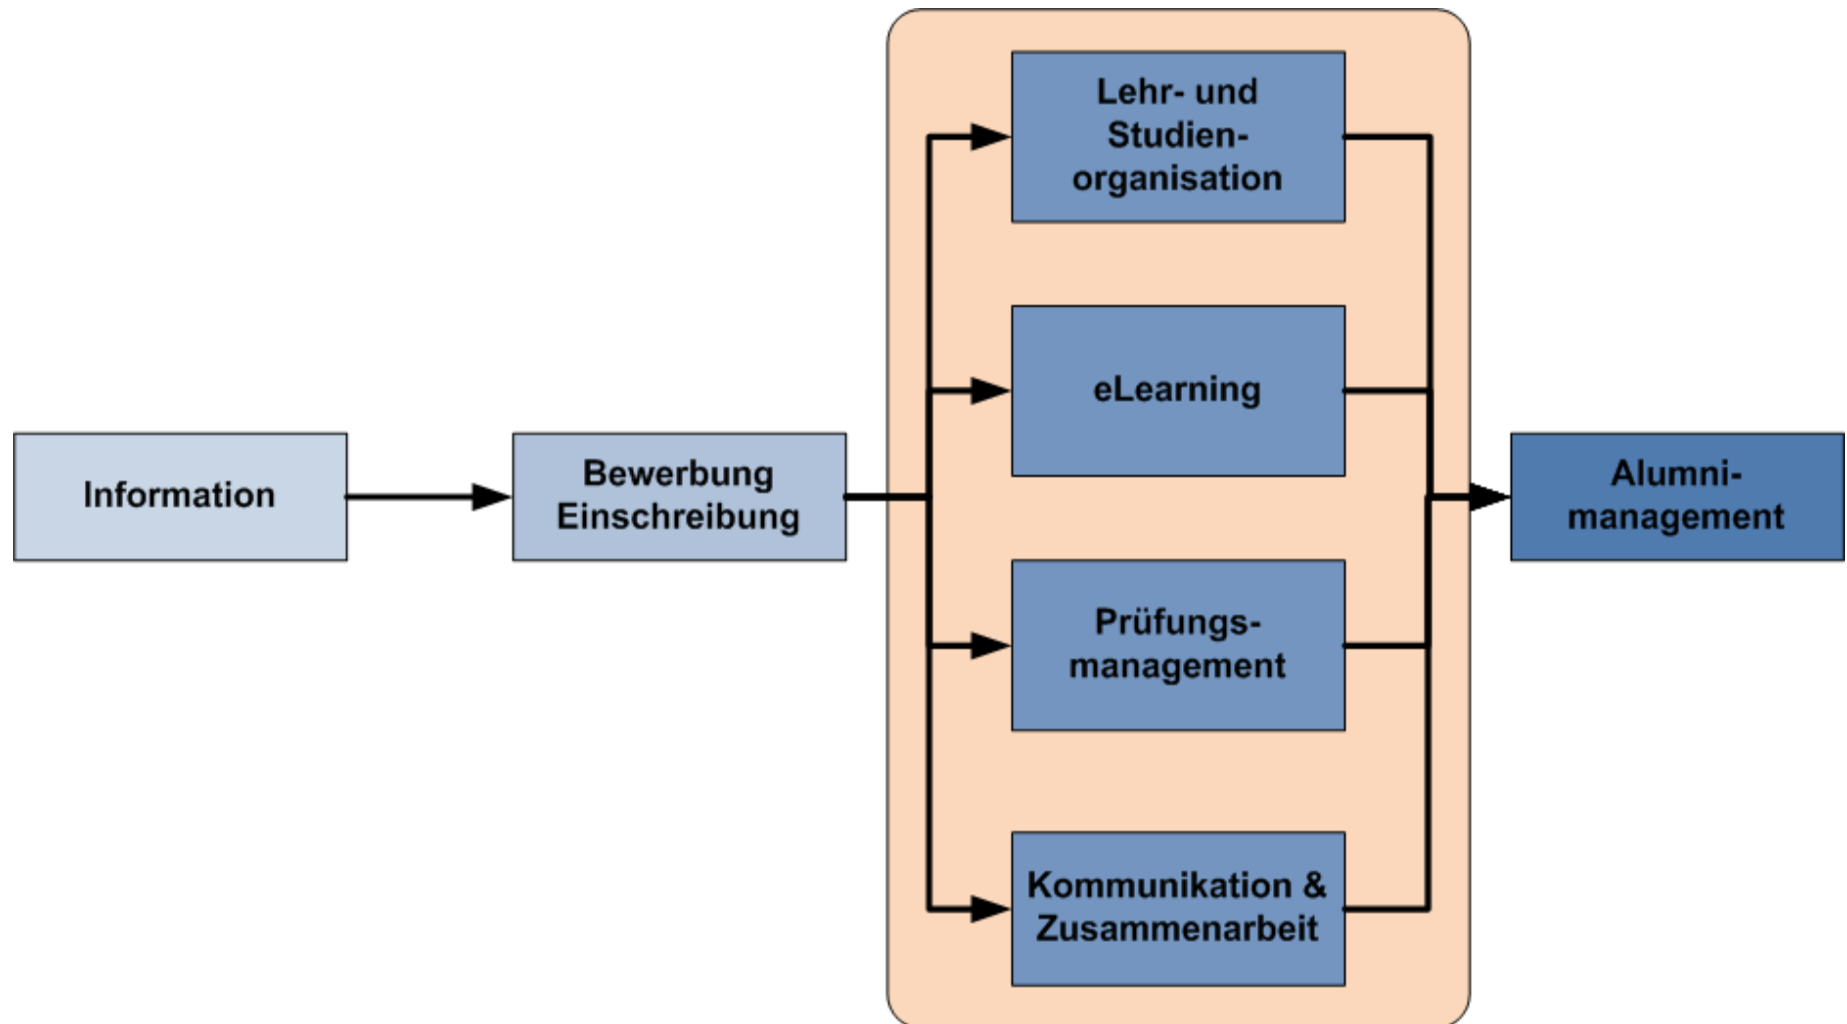 Information
Bewerbung
Einschreibung
Lehr- und
Studien-
organisation
eLearning
Prüfungs-
management
Kommunikation &
Zusammenarbeit
Alumni-
management